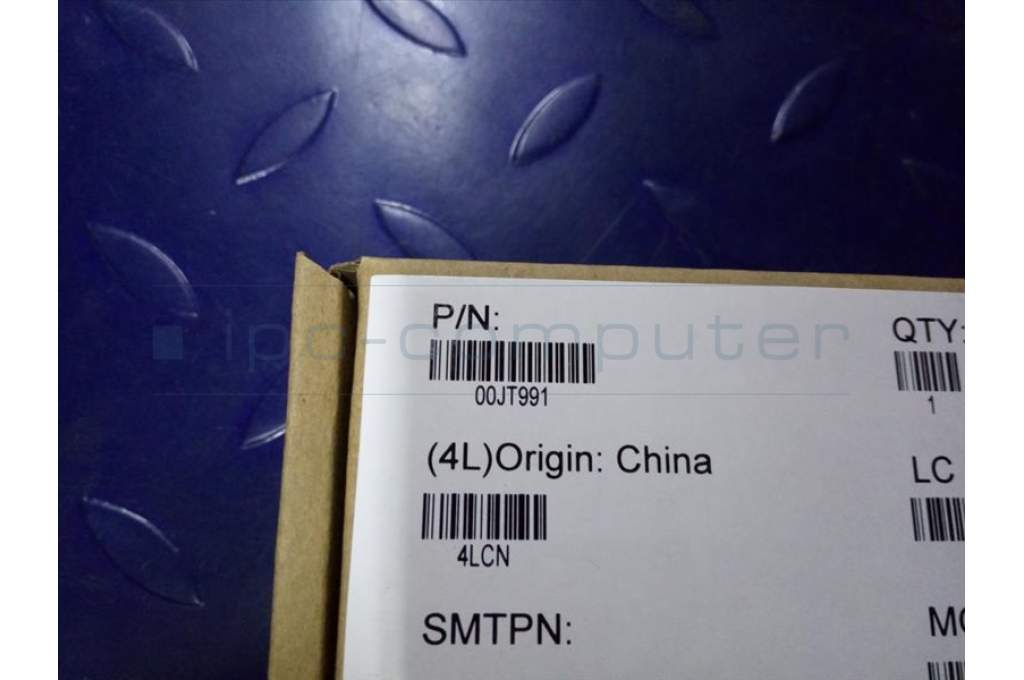 P/N:
QTY:
00JT991
1
ipc-computer
(4L)Origin: China
LC
4LCN
SMTPN: